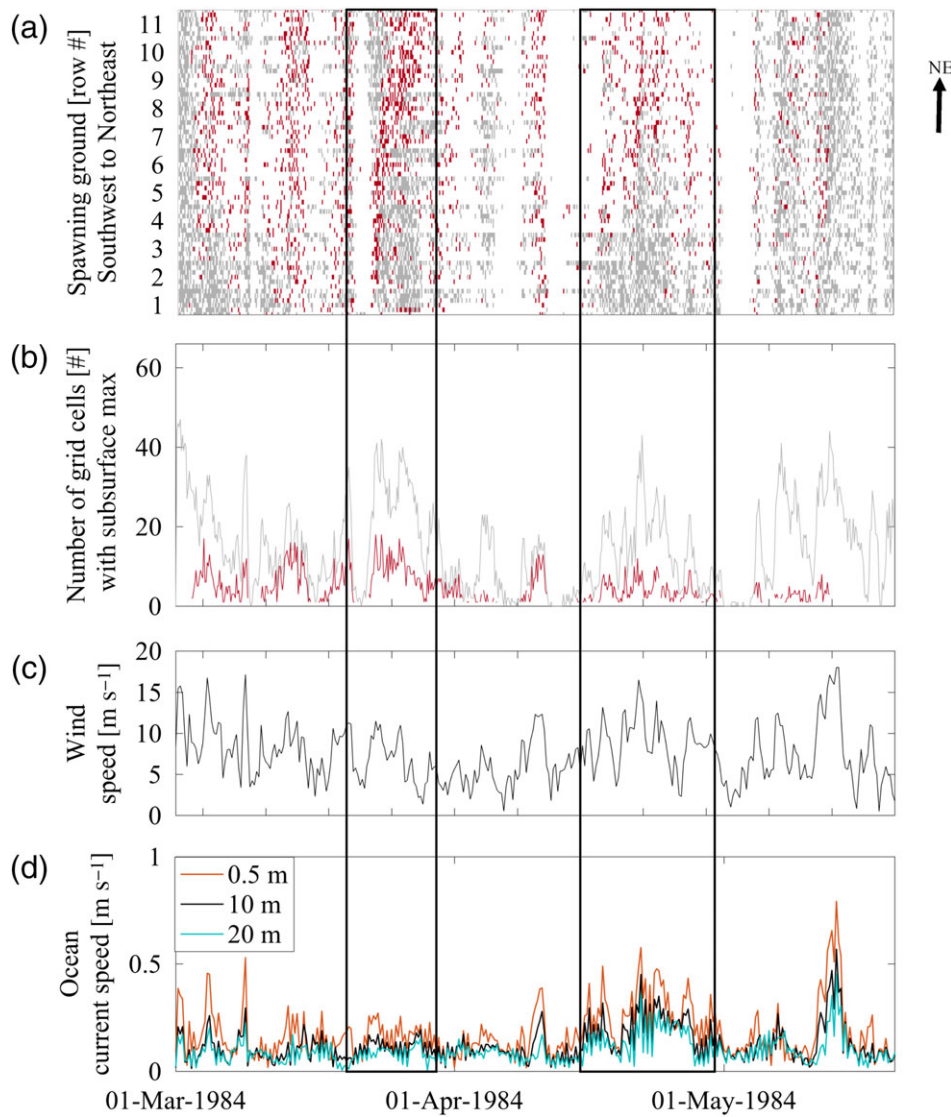 (a)
Spawning ground [row #]
Southwest to Northeast
11
10
9
8
7
6
5
4
3
2
1
NE
(b)
Number of grid cells [#]
with subsurface max
60
40
20
0
(c)
Wind
speed [m s⁻¹]
20
15
10
5
0
(d)
Ocean
current speed [m s⁻¹]
1
0.5
0
0.5 m
10 m
20 m
01-Mar-1984
01-Apr-1984
01-May-1984